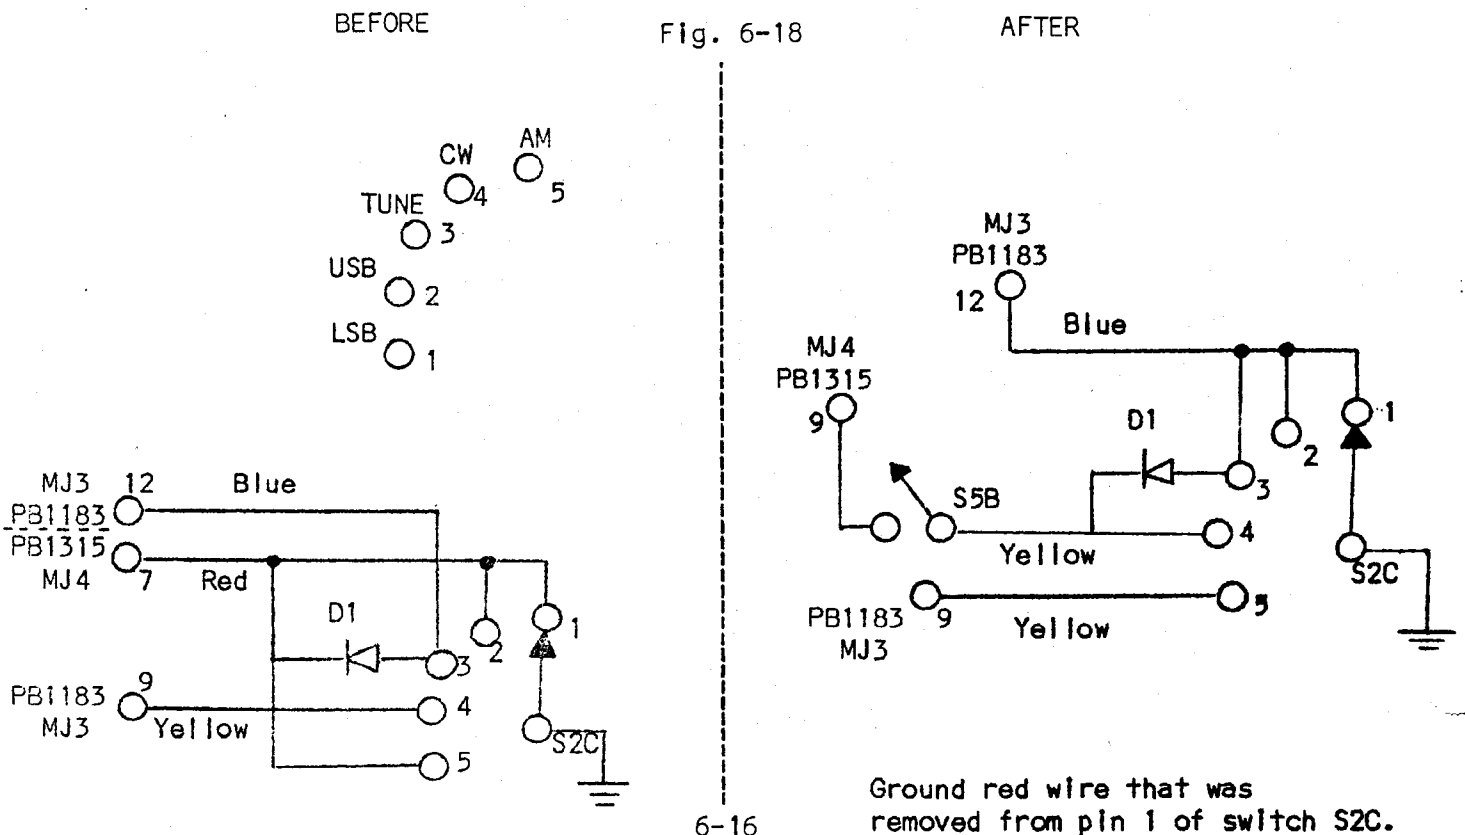 BEFORE
Fig. 6-18
AFTER
AM
CW
5
4
TUNE
3
USB
2
LSB
1
MJ3 12 Blue
PB1183
PB1315
MJ4 7 Red
D1
1
2
3
9
PB1183
MJ3 Yellow
4
S2C
5
MJ3
PB1183
12
Blue
MJ4
PB1315
9
D1
1
2
3
S5B
4
Yellow
S2C
PB1183 9
MJ3
Yellow
5
Ground red wire that was
removed from pin 1 of switch S2C.
6-16